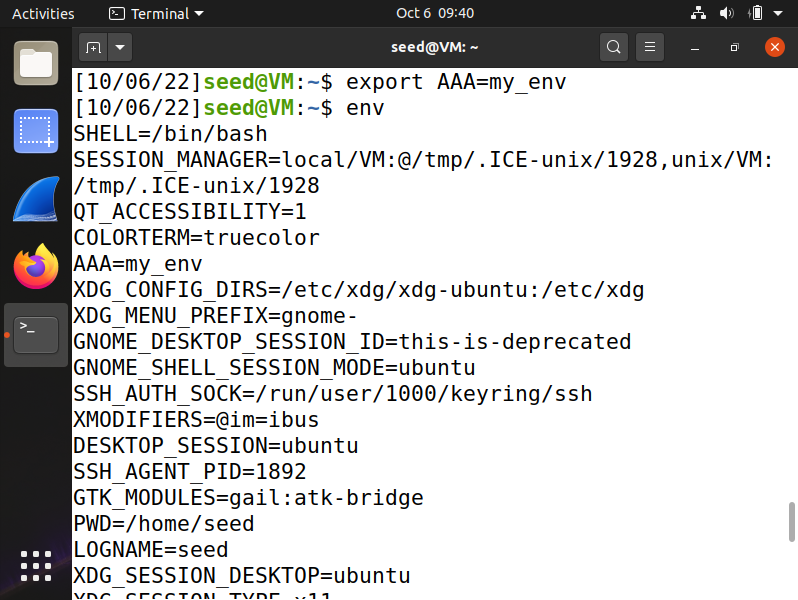 Activities Terminal Oct 6 09:40
seed@VM: ~
[10/06/22]seed@VM:~$ export AAA=my_env
[10/06/22]seed@VM:~$ env
SHELL=/bin/bash
SESSION_MANAGER=local/VM:@/tmp/.ICE-unix/1928,unix/VM:
/tmp/.ICE-unix/1928
QT_ACCESSIBILITY=1
COLORTERM=truecolor
AAA=my_env
XDG_CONFIG_DIRS=/etc/xdg/xdg-ubuntu:/etc/xdg
XDG_MENU_PREFIX=gnome-
GNOME_DESKTOP_SESSION_ID=this-is-deprecated
GNOME_SHELL_SESSION_MODE=ubuntu
SSH_AUTH_SOCK=/run/user/1000/keyring/ssh
XMODIFIERS=@im=ibus
DESKTOP_SESSION=ubuntu
SSH_AGENT_PID=1892
GTK_MODULES=gail:atk-bridge
PWD=/home/seed
LOGNAME=seed
XDG_SESSION_DESKTOP=ubuntu
XDG_SESSION_TYPE=x11